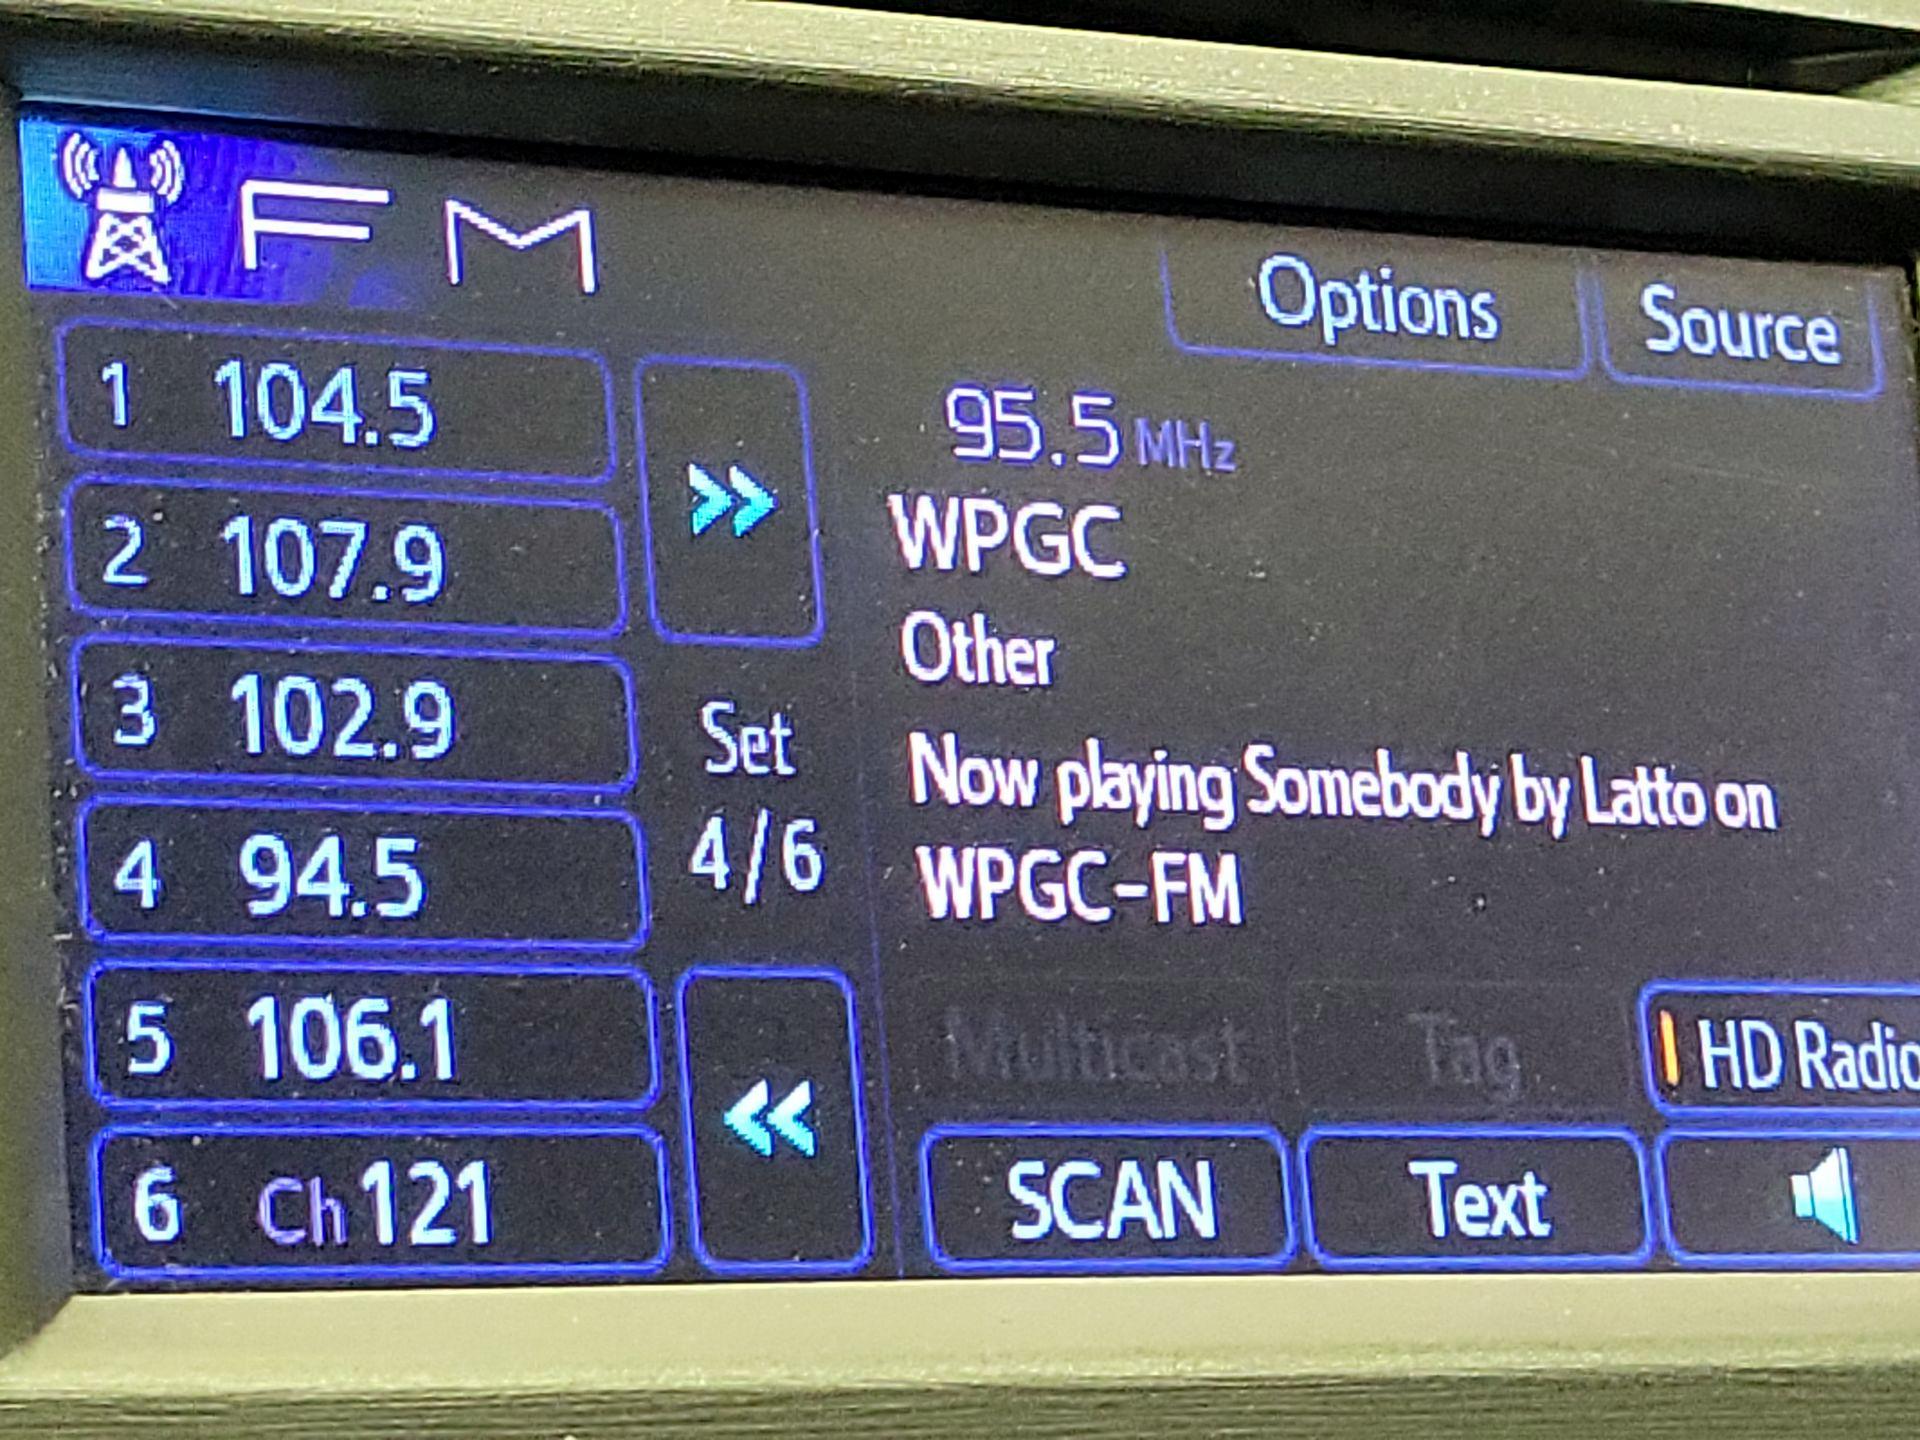 FM
Options Source
1 104.5
2 107.9
3 102.9
4 94.5
5 106.1
6 Ch 121
Set
4/6
95.5 MHz
WPGC
Other
Now playing Somebody by Latto on
WPGC-FM
Multicast Tag HD Radio
SCAN Text